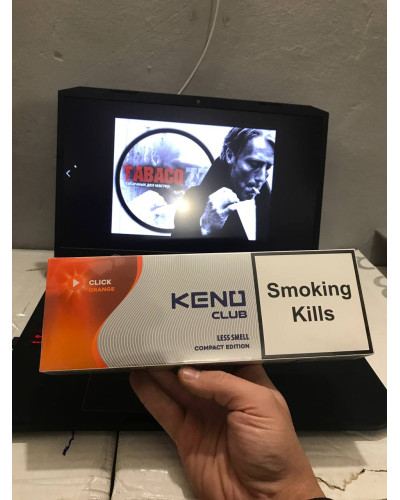 TABACO
CLICK
ORANGE
KENO
CLUB
LESS SMELL
COMPACT EDITION
Smoking
Kills